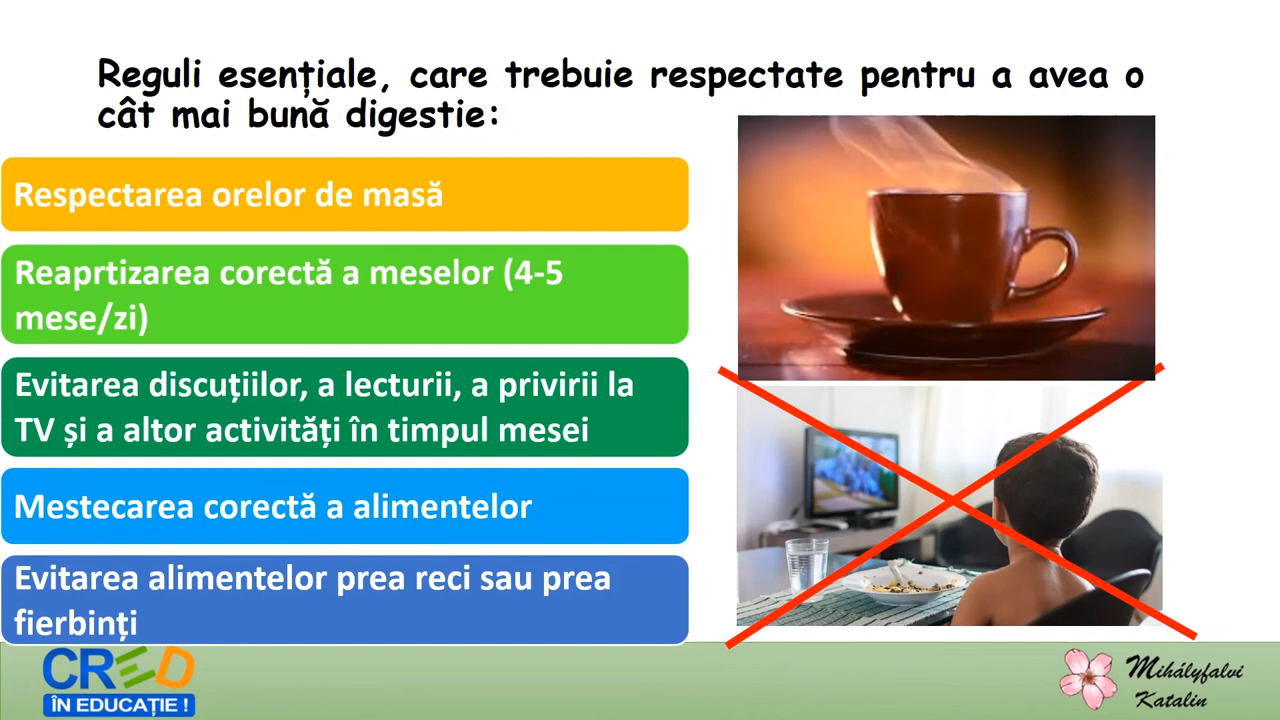 Reguli esențiale, care trebuie respectate pentru a avea o
cât mai bună digestie:
Respectarea orelor de masă
Reaprtizarea corectă a meselor (4-5
mese/zi)
Evitarea discuțiilor, a lecturii, a privirii la
TV și a altor activități în timpul mesei
Mestecarea corectă a alimentelor
Evitarea alimentelor prea reci sau prea
fierbinți
CRED
ÎN EDUCAȚIE !
Mihályfalvi
Katalin